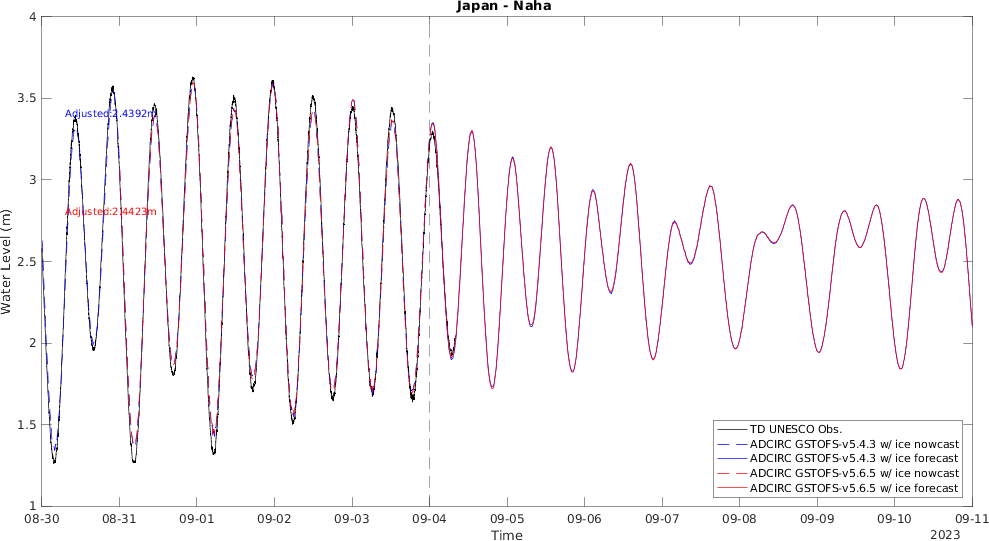 Japan - Naha
Water Level (m)
4
3.5
3
2.5
2
1.5
1
Adjusted:2.4392m
Adjusted:2.4423m
TD UNESCO Obs.
ADCIRC GSTOFS-v5.4.3 w/ ice nowcast
ADCIRC GSTOFS-v5.4.3 w/ ice forecast
ADCIRC GSTOFS-v5.6.5 w/ ice nowcast
ADCIRC GSTOFS-v5.6.5 w/ ice forecast
08-30 08-31 09-01 09-02 09-03 09-04 09-05 09-06 09-07 09-08 09-09 09-10 09-11
Time
2023